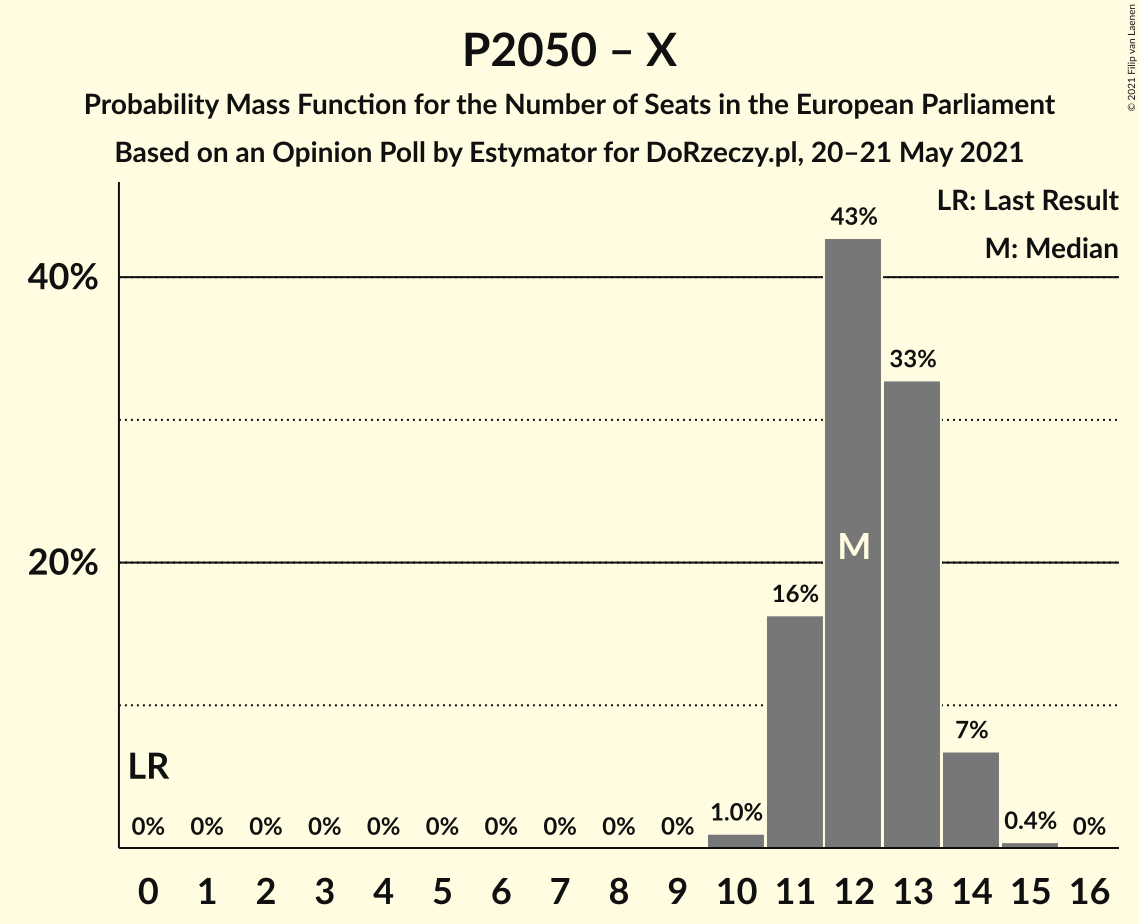 P2050 – X
Probability Mass Function for the Number of Seats in the European Parliament
Based on an Opinion Poll by Estymator for DoRzeczy.pl, 20–21 May 2021
© 2021 Filip van Laenen
LR: Last Result
M: Median
43%
40%
33%
M
20%
16%
7%
LR
0% 0% 0% 0% 0% 0% 0% 0% 0% 0% 1.0% 0.4% 0%
0 1 2 3 4 5 6 7 8 9 10 11 12 13 14 15 16